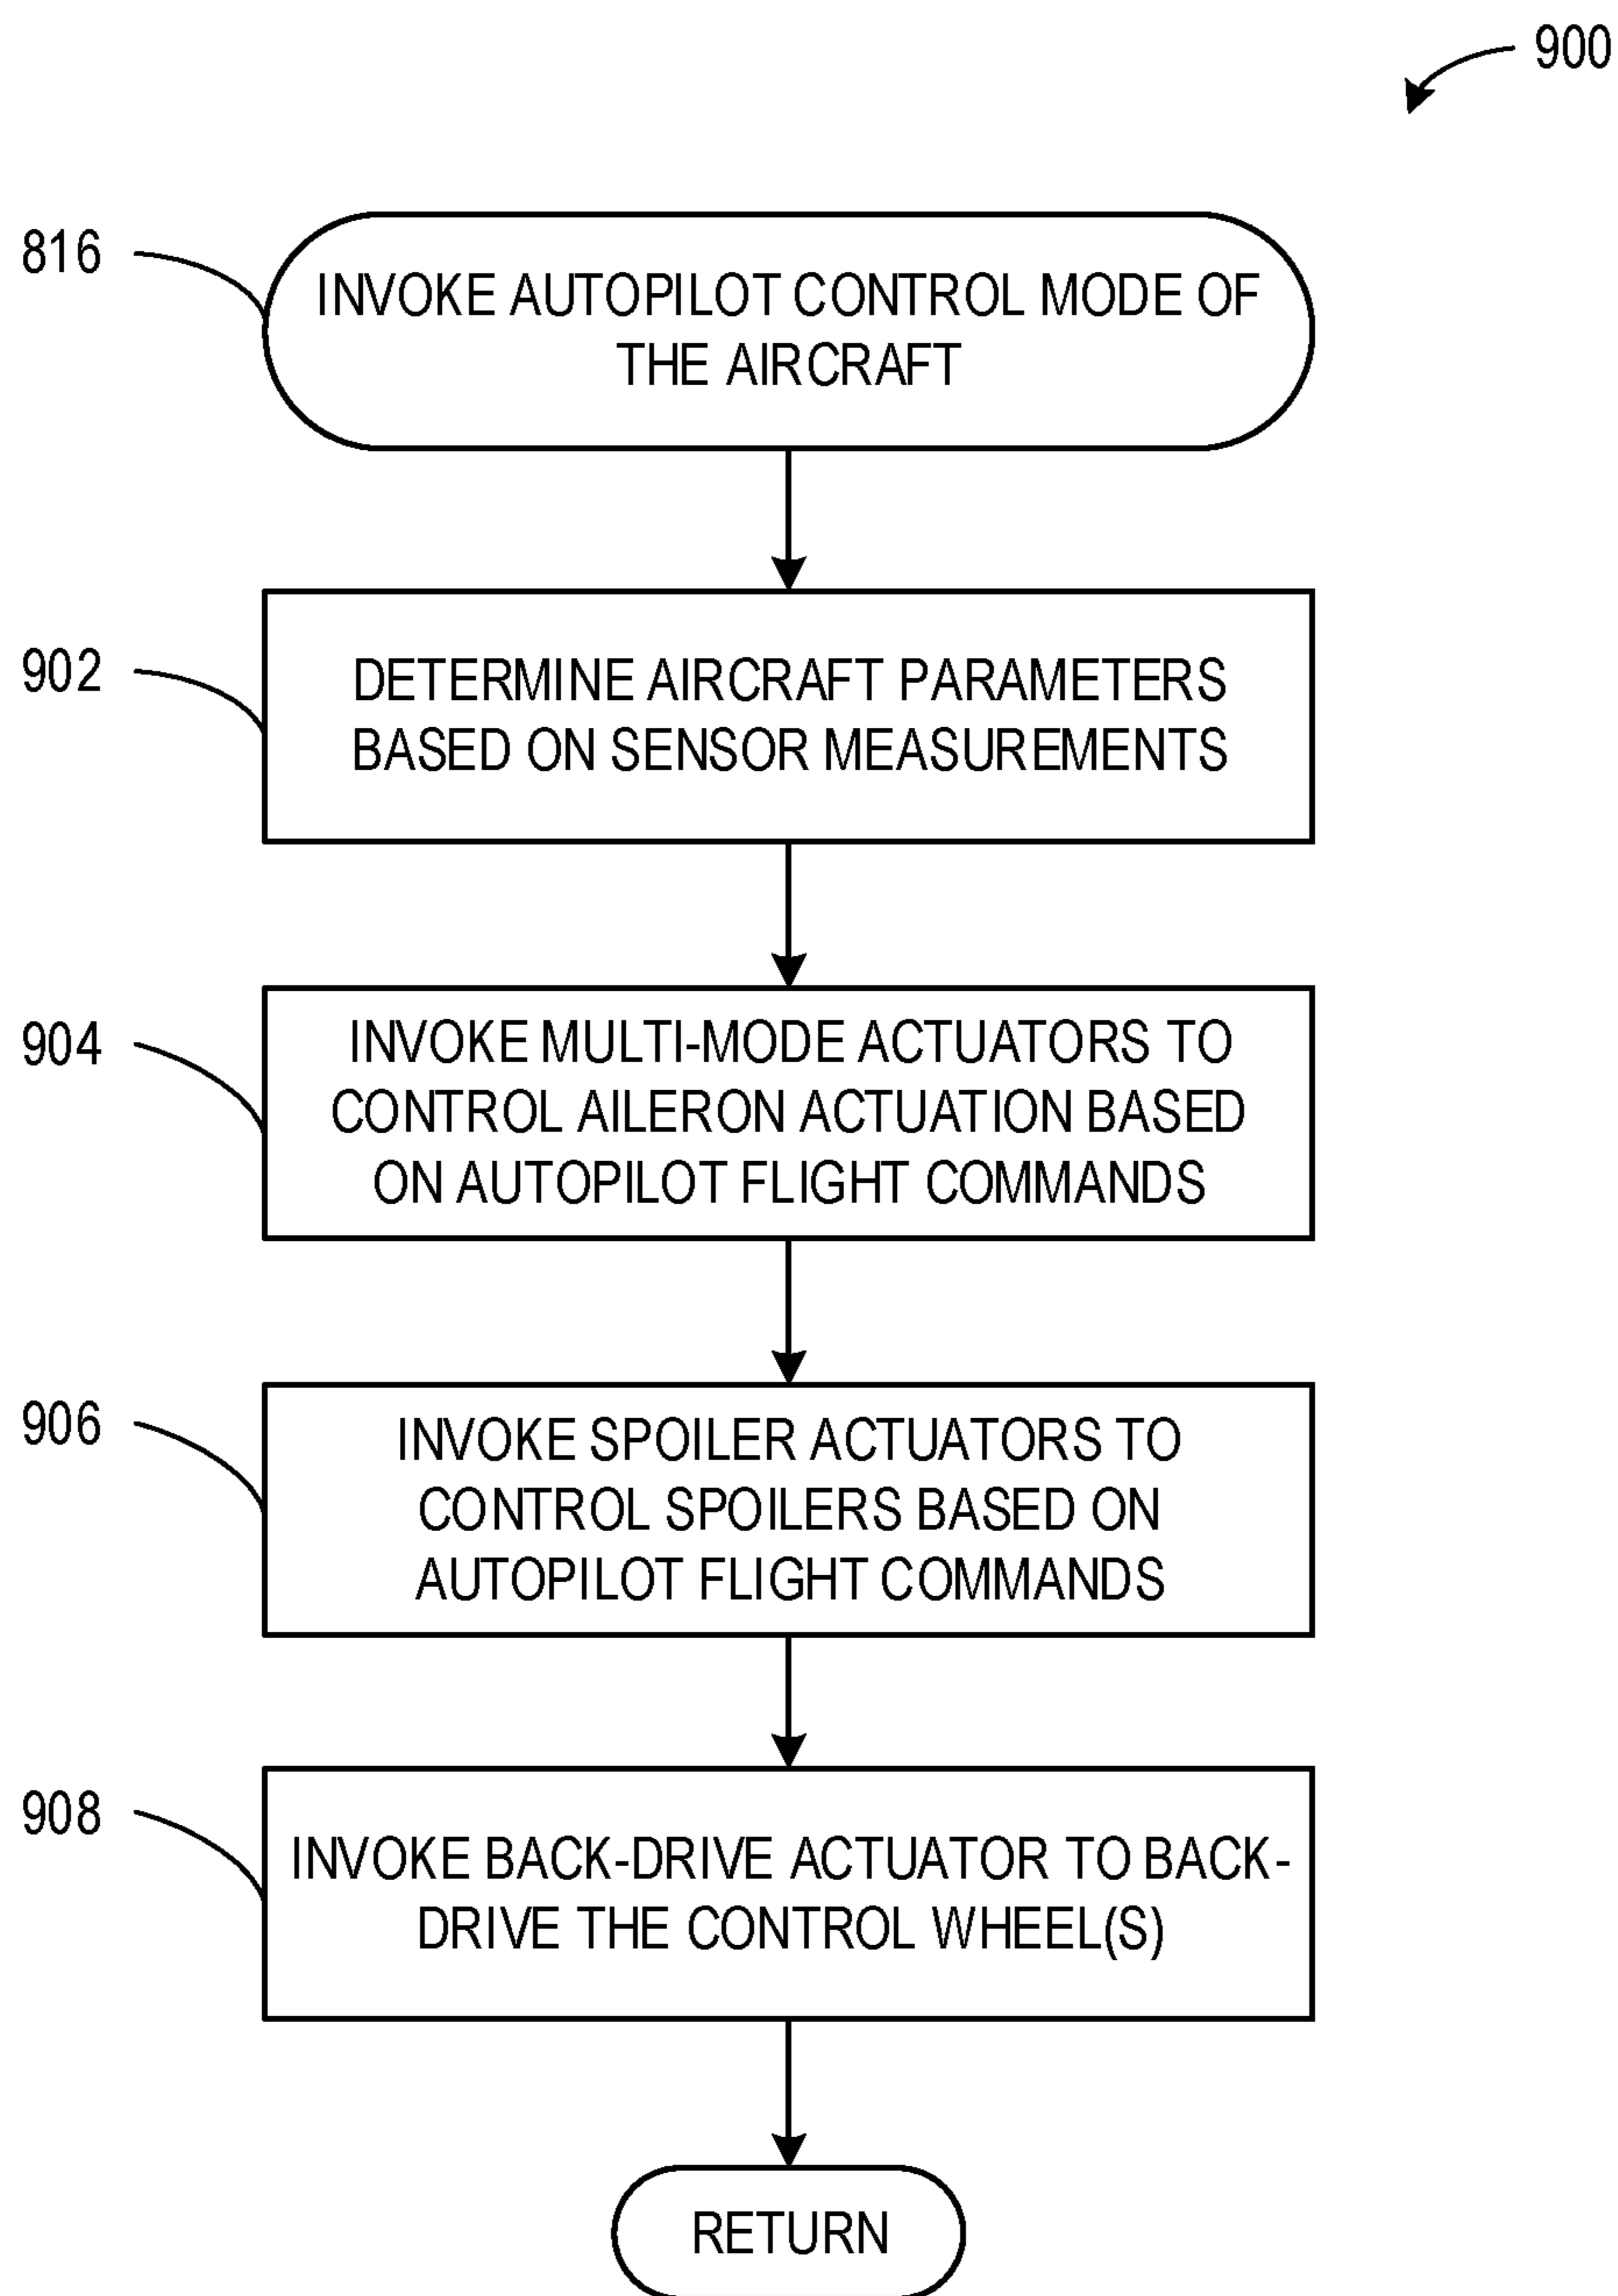 900
816
INVOKE AUTOPILOT CONTROL MODE OF
THE AIRCRAFT
902
DETERMINE AIRCRAFT PARAMETERS
BASED ON SENSOR MEASUREMENTS
904
INVOKE MULTI-MODE ACTUATORS TO
CONTROL AILERON ACTUATION BASED
ON AUTOPILOT FLIGHT COMMANDS
906
INVOKE SPOILER ACTUATORS TO
CONTROL SPOILERS BASED ON
AUTOPILOT FLIGHT COMMANDS
908
INVOKE BACK-DRIVE ACTUATOR TO BACK-
DRIVE THE CONTROL WHEEL(S)
RETURN